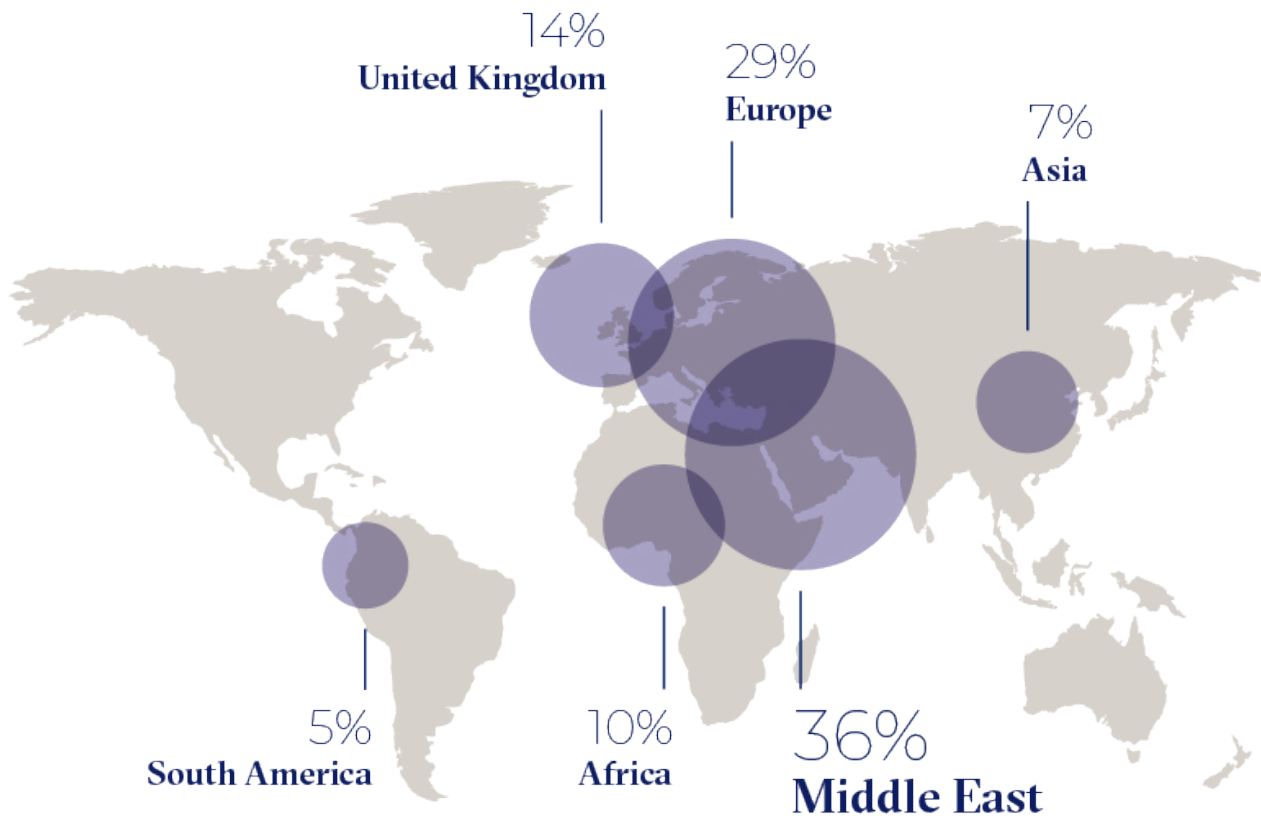 14%
United Kingdom
29%
Europe
7%
Asia
5%
South America
10%
Africa
36%
Middle East